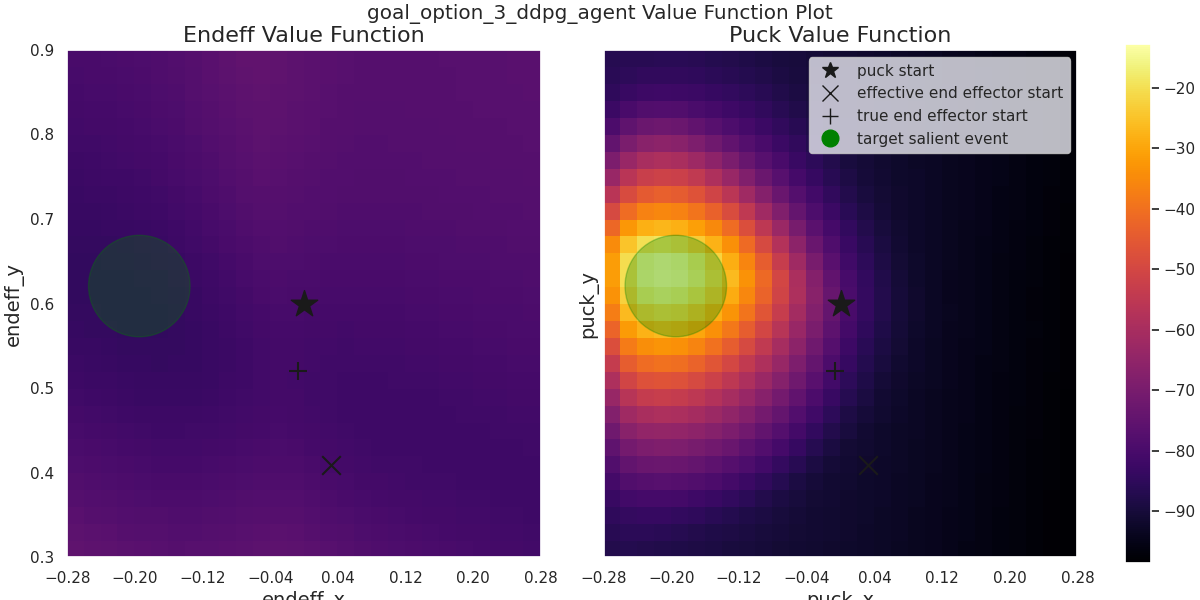 goal_option_3_ddpg_agent Value Function Plot
Endeff Value Function
Puck Value Function
puck start
effective end effector start
true end effector start
target salient event
endeff_y
0.9
0.8
0.7
0.6
0.5
0.4
0.3
−0.28 −0.20 −0.12 −0.04 0.04 0.12 0.20 0.28
endeff_x
puck_y
−0.28 −0.20 −0.12 −0.04 0.04 0.12 0.20 0.28
puck_x
−20
−30
−40
−50
−60
−70
−80
−90